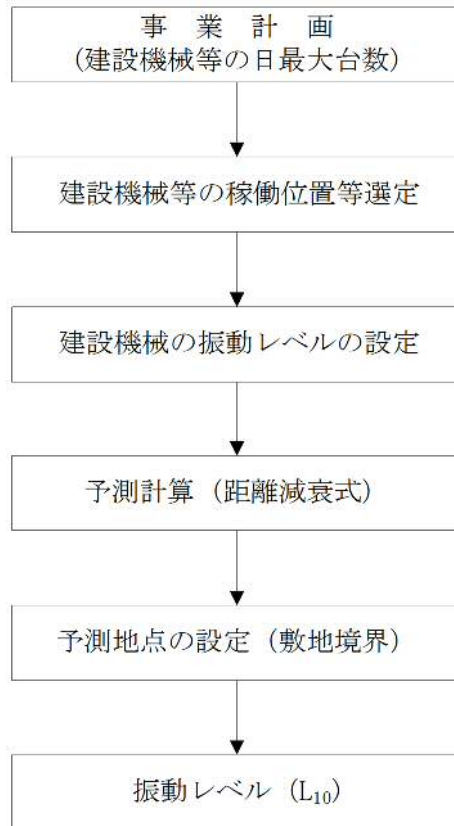 事　業　計　画
(建設機械等の日最大台数)
建設機械等の稼働位置等選定
建設機械の振動レベルの設定
予測計算（距離減衰式）
予測地点の設定（敷地境界）
振動レベル（L₁₀）